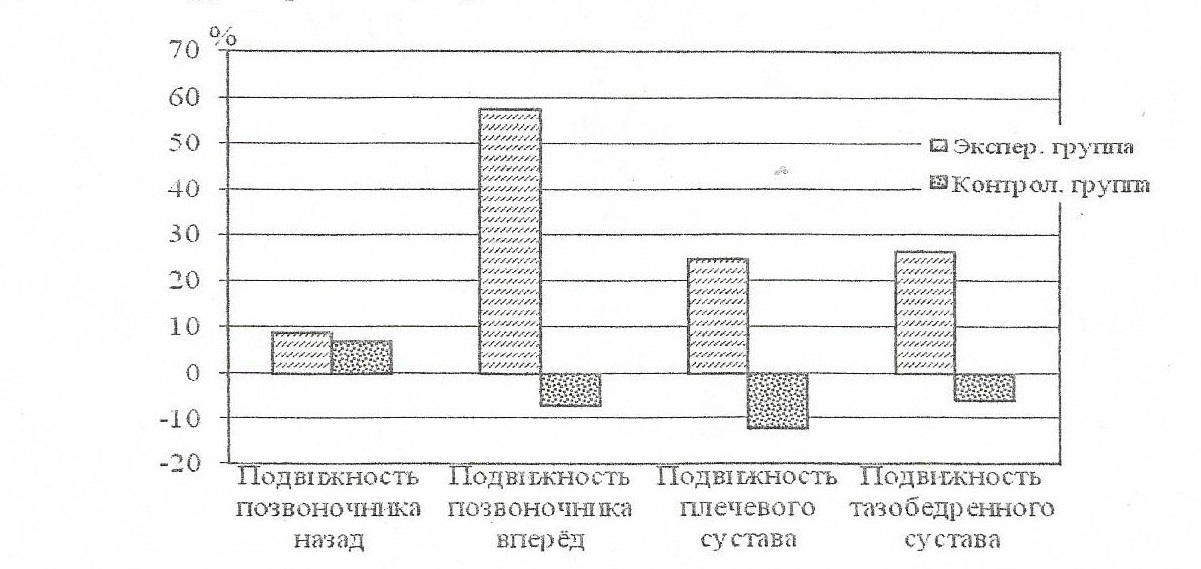 %
70
60
50
40
30
20
10
0
-10
-20
Экспер. группа
Контрол. группа
Подвижность
позвоночника
назад
Подвижность
позвоночника
вперёд
Подвижность
плечевого
сустава
Подвижность
тазобедренного
сустава